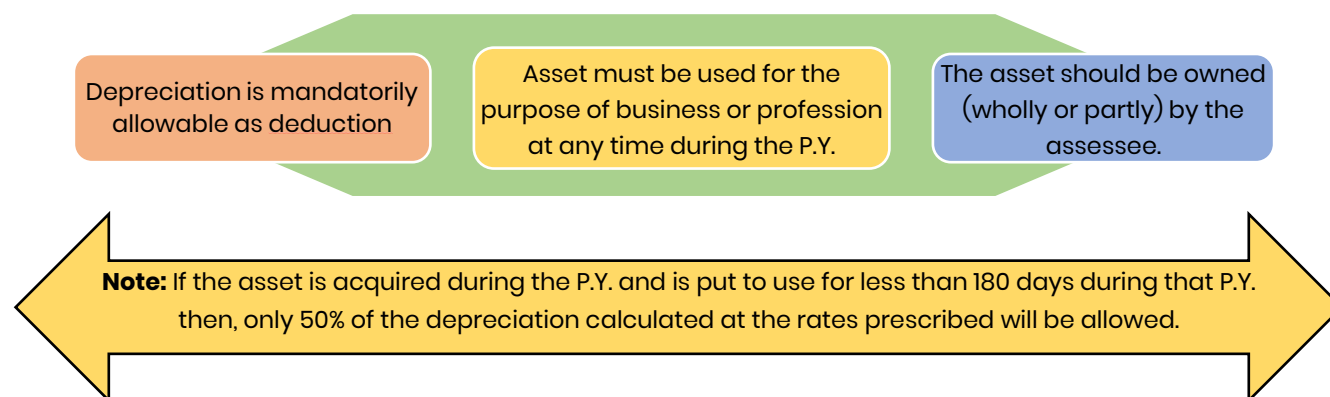 Depreciation is mandatorily
allowable as deduction
Asset must be used for the
purpose of business or profession
at any time during the P.Y.
The asset should be owned
(wholly or partly) by the
assessee.
Note: If the asset is acquired during the P.Y. and is put to use for less than 180 days during that P.Y.
then, only 50% of the depreciation calculated at the rates prescribed will be allowed.